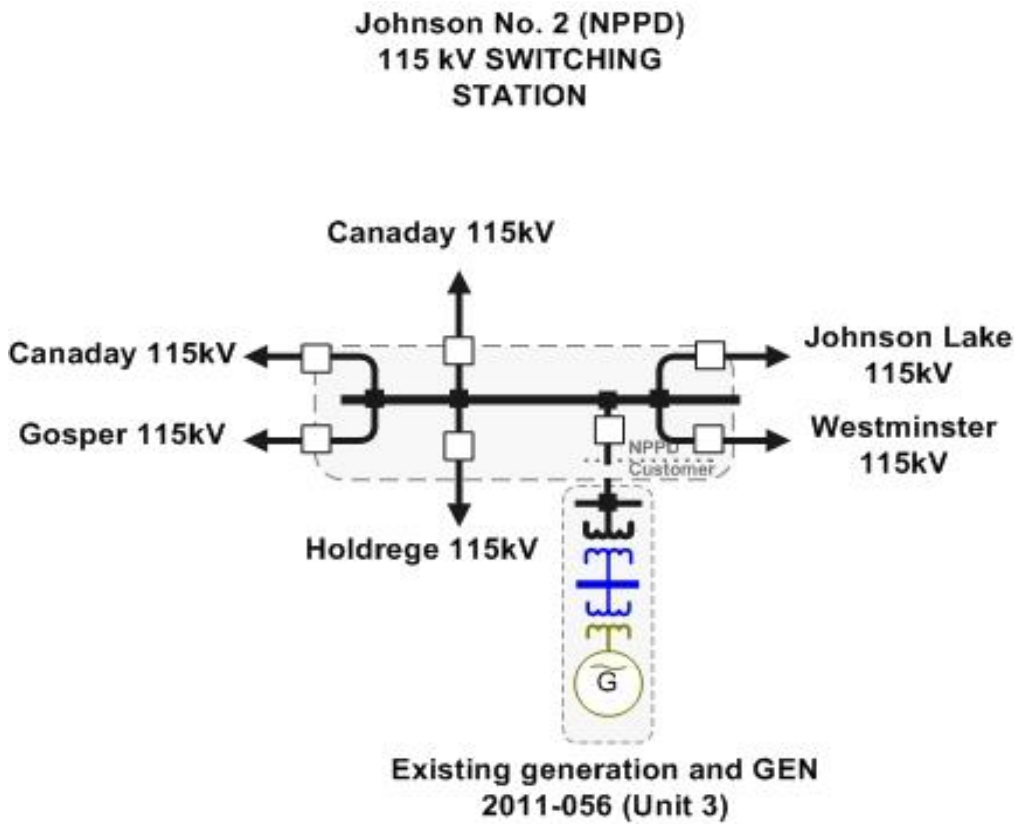 Johnson No. 2 (NPPD)
115 kV SWITCHING
STATION
Canaday 115kV
Canaday 115kV
Johnson Lake
115kV
Gosper 115kV
Westminster
115kV
NPPD
Customer
Holdrege 115kV
G
Existing generation and GEN
2011-056 (Unit 3)